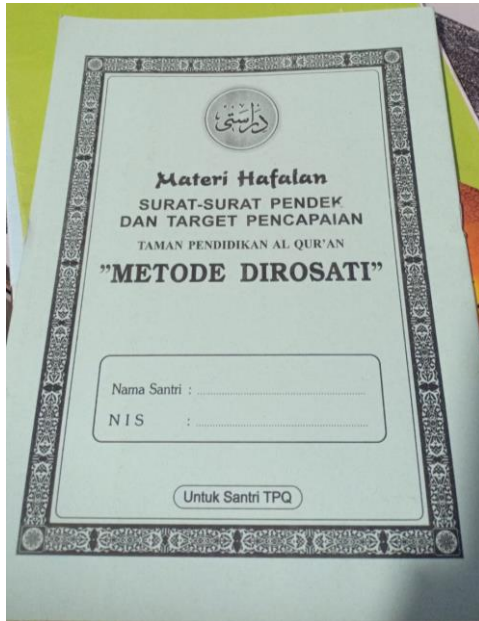 دراستي
Materi Hafalan
SURAT-SURAT PENDEK
DAN TARGET PENCAPAIAN
TAMAN PENDIDIKAN AL QUR'AN
"METODE DIROSATI"
Nama Santri : ........................................
N I S : ........................................
Untuk Santri TPQ